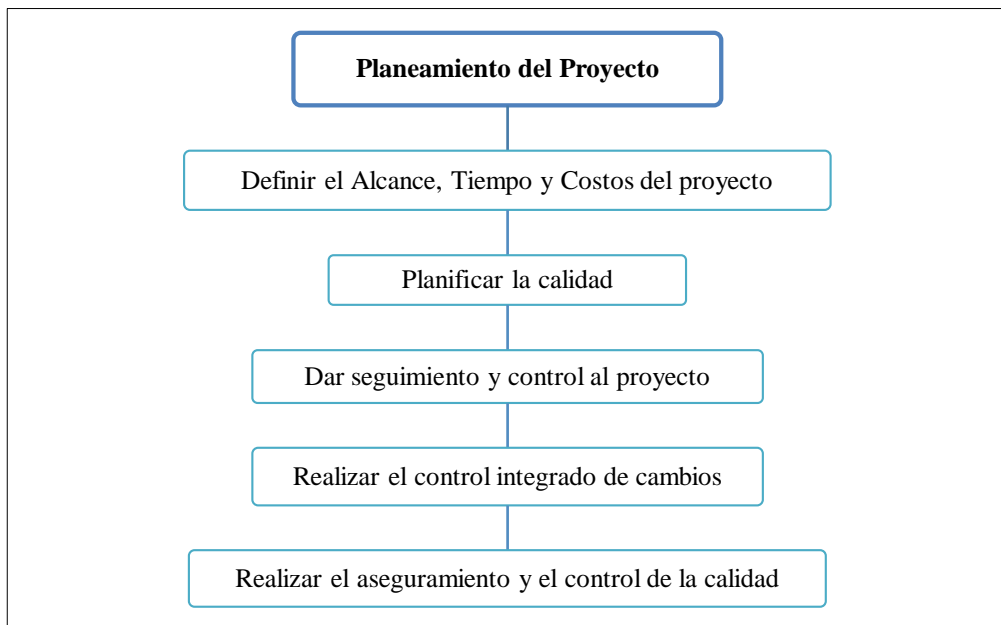 Planeamiento del Proyecto
Definir el Alcance, Tiempo y Costos del proyecto
Planificar la calidad
Dar seguimiento y control al proyecto
Realizar el control integrado de cambios
Realizar el aseguramiento y el control de la calidad